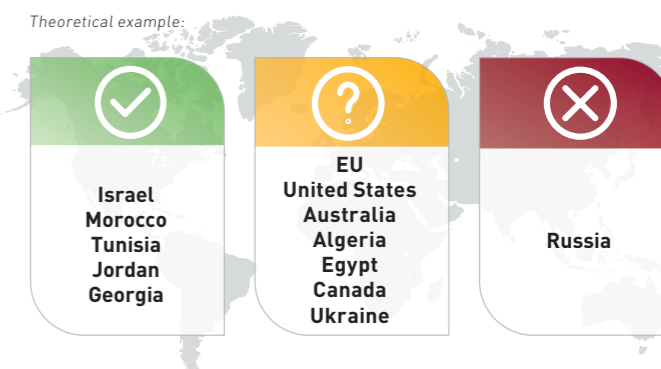 Theoretical example:
Israel
Morocco
Tunisia
Jordan
Georgia
?
EU
United States
Australia
Algeria
Egypt
Canada
Ukraine
Russia